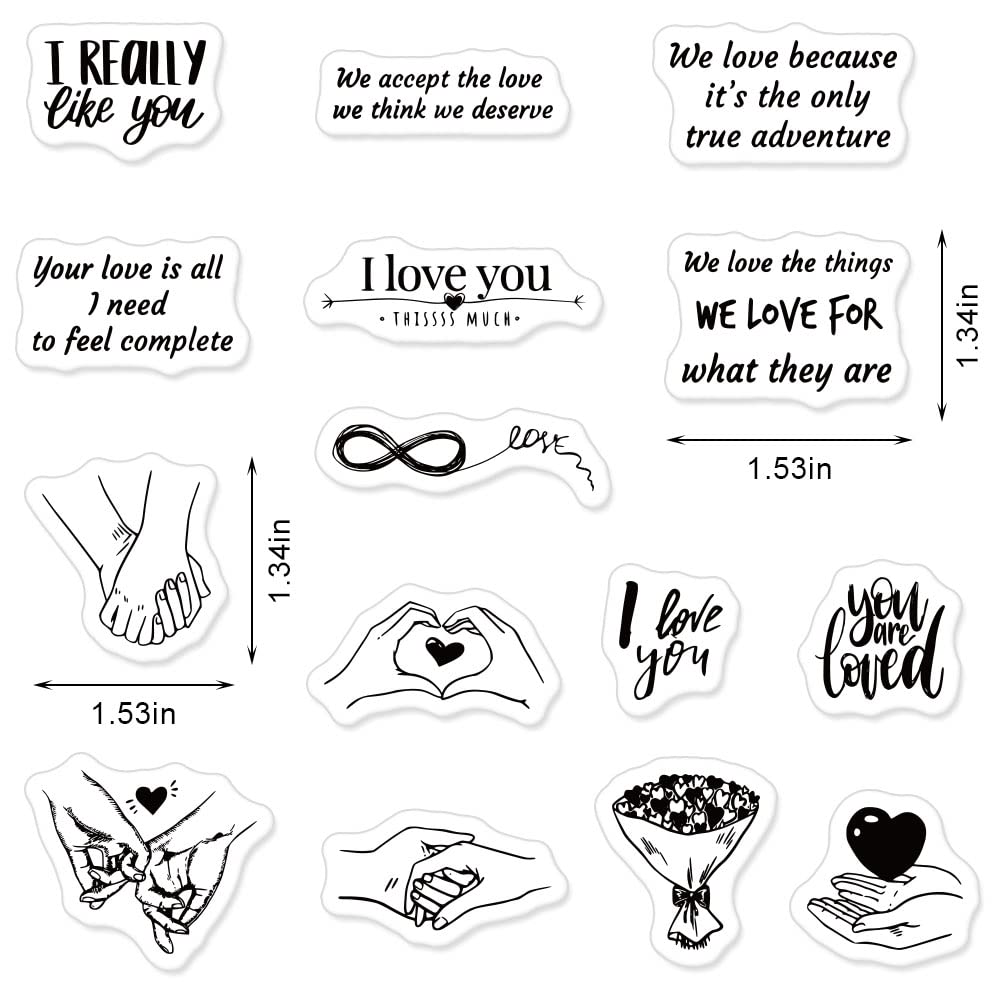 I REALLY
like you
We accept the love
we think we deserve
We love because
it's the only
true adventure
Your love is all
I need
to feel complete
I love you
• THISSSS MUCH •
We love the things
WE LOVE FOR
what they are
1.34in
1.53in
love
1.34in
1.53in
I love
you
you
are
loved